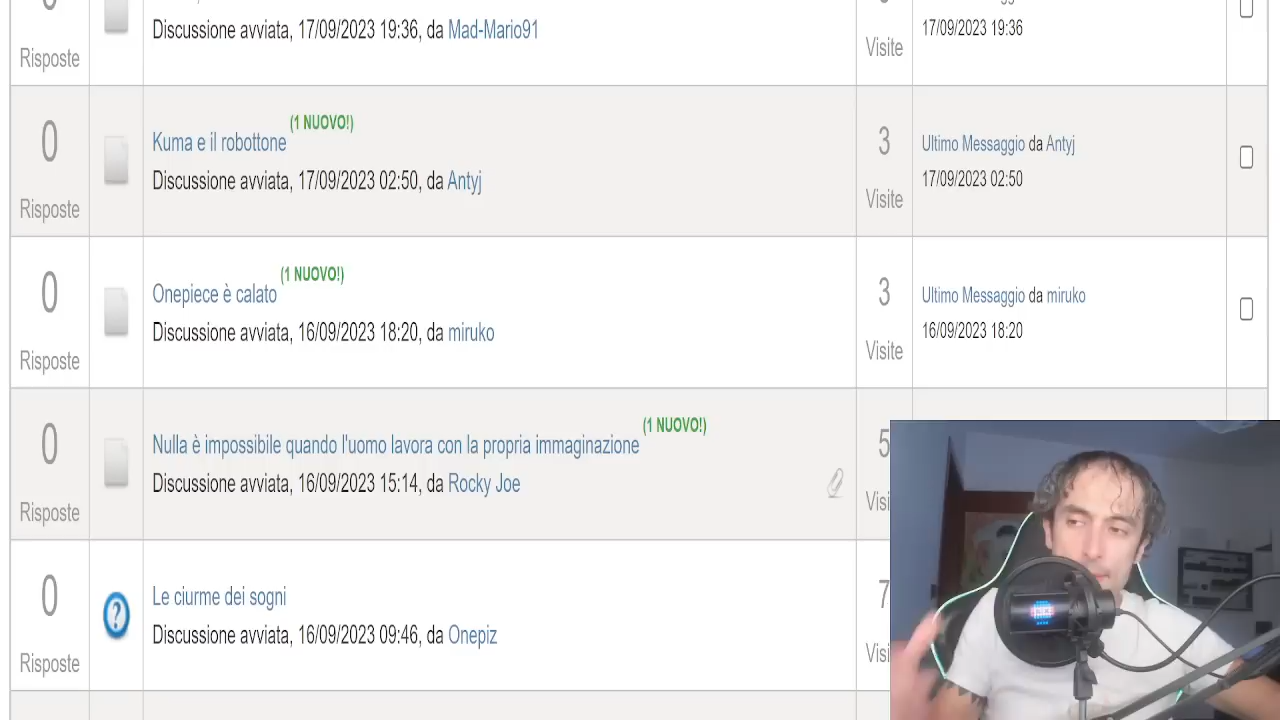 0
Risposte
Discussione avviata, 17/09/2023 19:36, da Mad-Mario91
Visite
17/09/2023 19:36
0
Risposte
Kuma e il robottone (1 NUOVO!)
Discussione avviata, 17/09/2023 02:50, da Antyj
3
Visite
Ultimo Messaggio da Antyj
17/09/2023 02:50
0
Risposte
Onepiece è calato (1 NUOVO!)
Discussione avviata, 16/09/2023 18:20, da miruko
3
Visite
Ultimo Messaggio da miruko
16/09/2023 18:20
0
Risposte
Nulla è impossibile quando l'uomo lavora con la propria immaginazione (1 NUOVO!)
Discussione avviata, 16/09/2023 15:14, da Rocky Joe
5
Visi
0
Risposte
?
Le ciurme dei sogni
Discussione avviata, 16/09/2023 09:46, da Onepiz
7
Visi